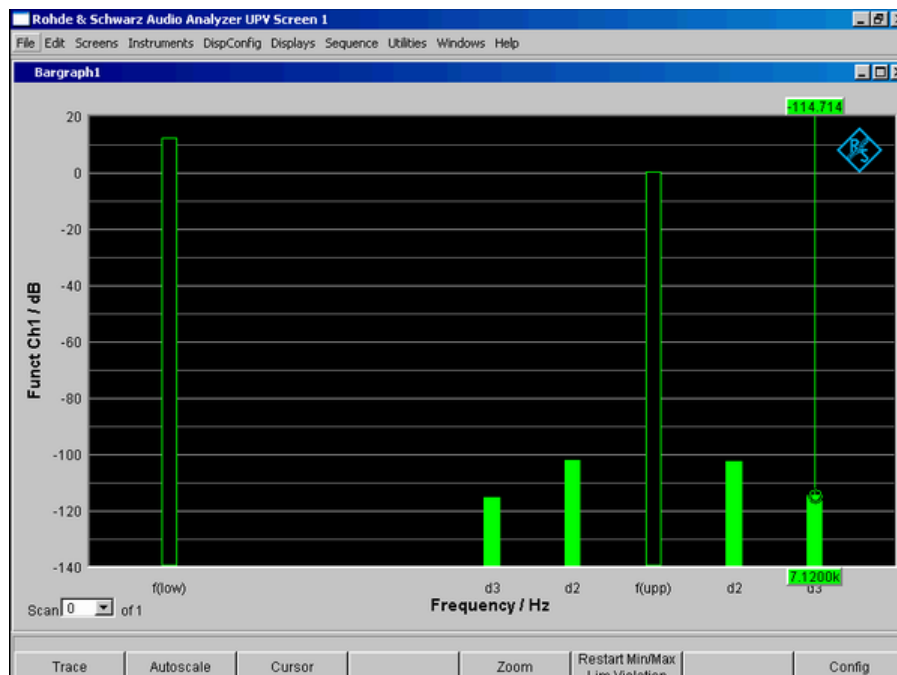 Rohde & Schwarz Audio Analyzer UPV Screen 1
File Edit Screens Instruments DispConfig Displays Sequence Utilities Windows Help
Bargraph1
-114.714
R&S
20
0
-20
-40
-60
-80
-100
-120
-140
Funct Ch1 / dB
7.1200k
f(low) d3 d2 f(upp) d2 d3
Frequency / Hz
Scan 0 of 1
Trace Autoscale Cursor Zoom Restart Min/Max Config
Lim Violation